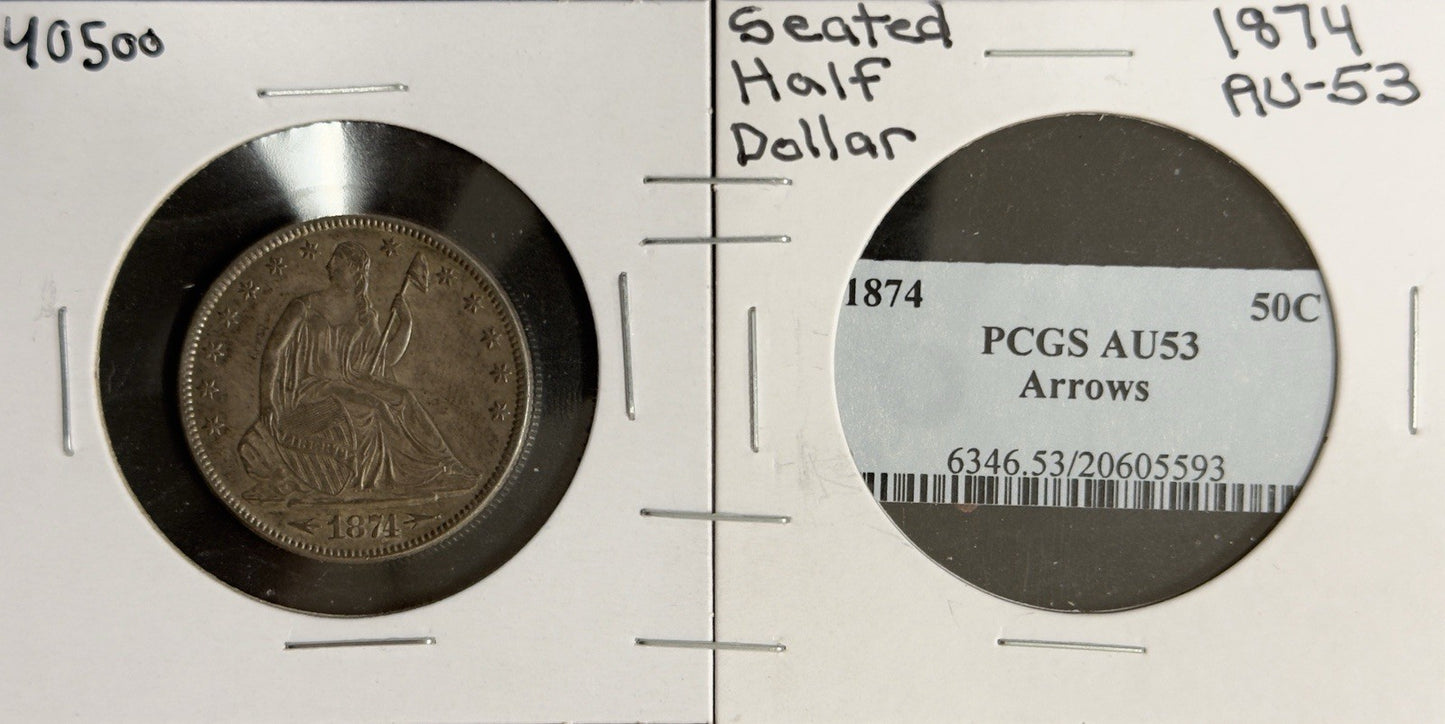 40500
1874
Seated
Half
Dollar
1874
AU-53
1874
50C
PCGS AU53
Arrows
6346.53/20605593